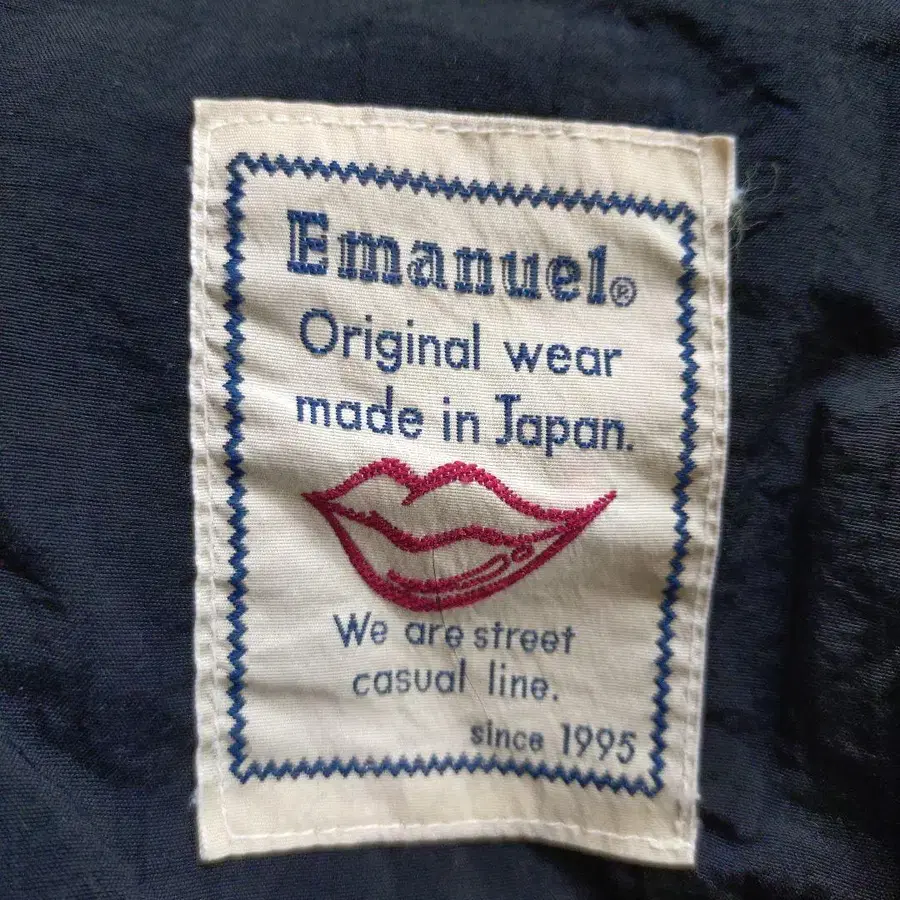 Emanuel®
Original wear
made in Japan.
We are street
casual line.
since 1995